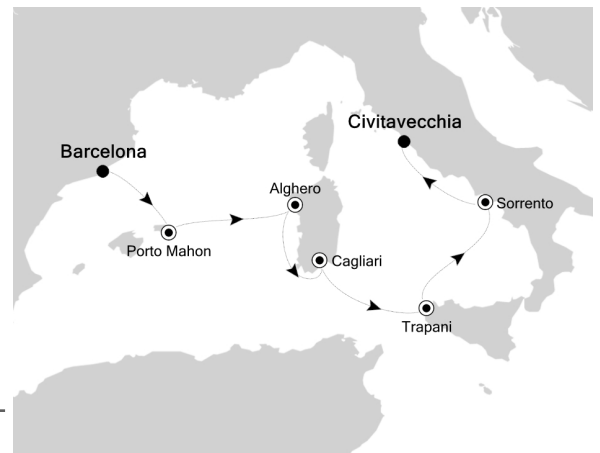 Civitavecchia
Barcelona
Alghero
Sorrento
Porto Mahon
Cagliari
Trapani